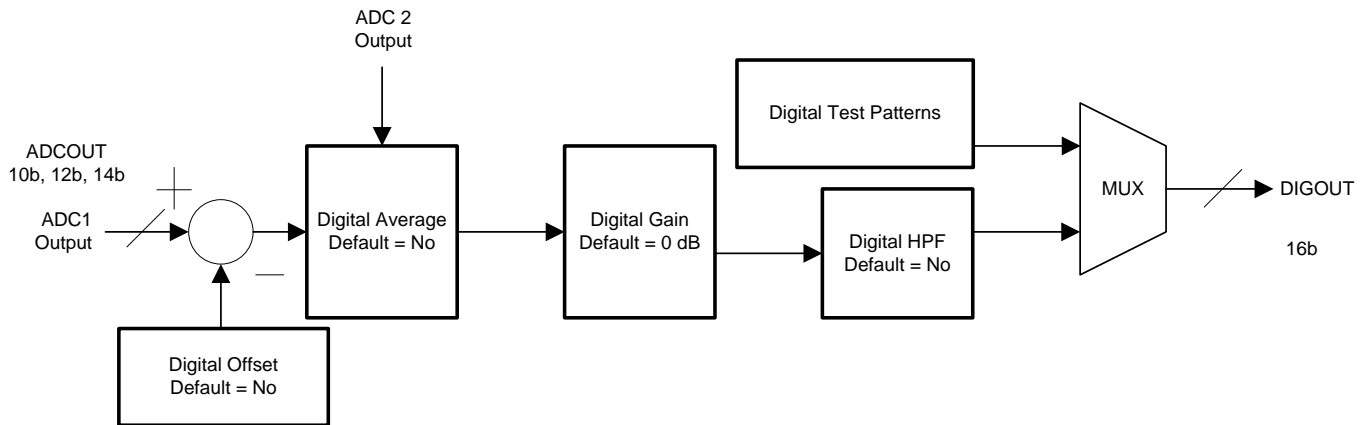 ADC 2
Output
Digital Test Patterns
ADCOUT
10b, 12b, 14b
+
ADC1
Output
Digital Average
Default = No
Digital Gain
Default = 0 dB
Digital HPF
Default = No
MUX
DIGOUT
16b
—
Digital Offset
Default = No